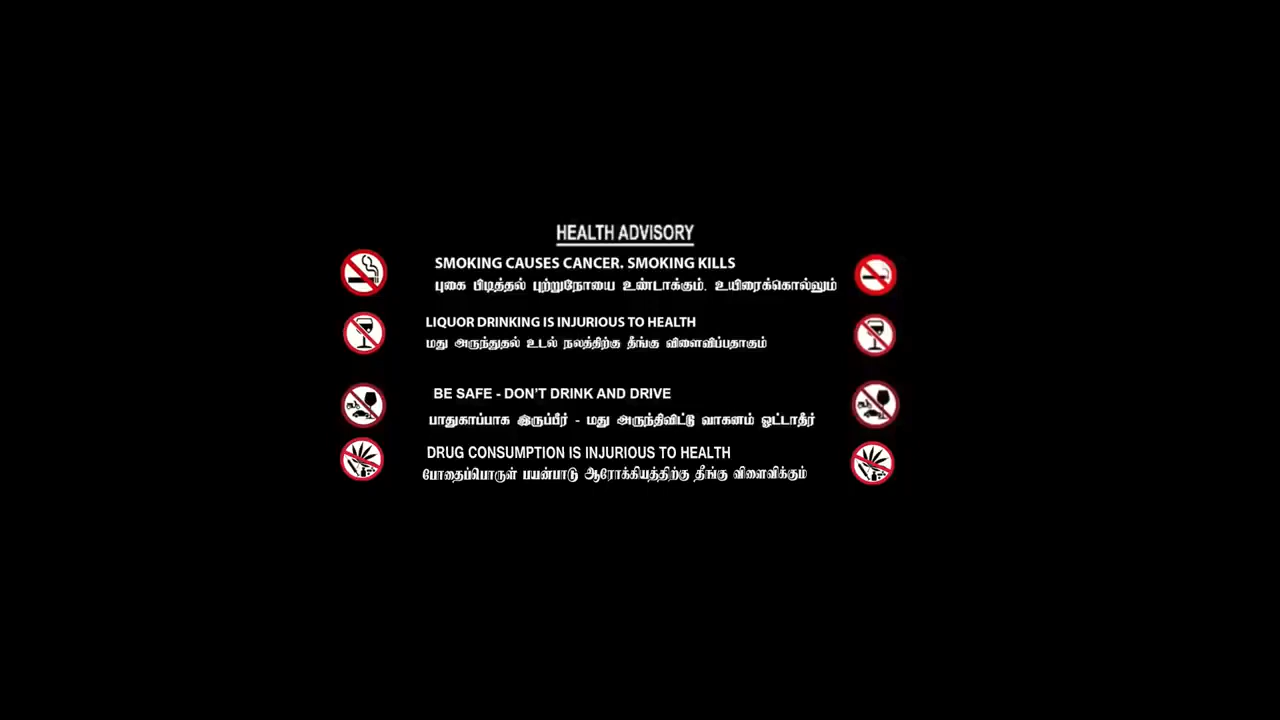 HEALTH ADVISORY
SMOKING CAUSES CANCER. SMOKING KILLS
புகை பிடித்தல் புற்றுநோயை உண்டாக்கும். உயிரைக்கொல்லும்
LIQUOR DRINKING IS INJURIOUS TO HEALTH
மது அருந்துதல் உடல் நலத்திற்கு தீங்கு விளைவிப்பதாகும்
BE SAFE - DON'T DRINK AND DRIVE
பாதுகாப்பாக இருப்பீர் - மது அருந்திவிட்டு வாகனம் ஓட்டாதீர்
DRUG CONSUMPTION IS INJURIOUS TO HEALTH
போதைப்பொருள் பயன்பாடு ஆரோக்கியத்திற்கு தீங்கு விளைவிக்கும்